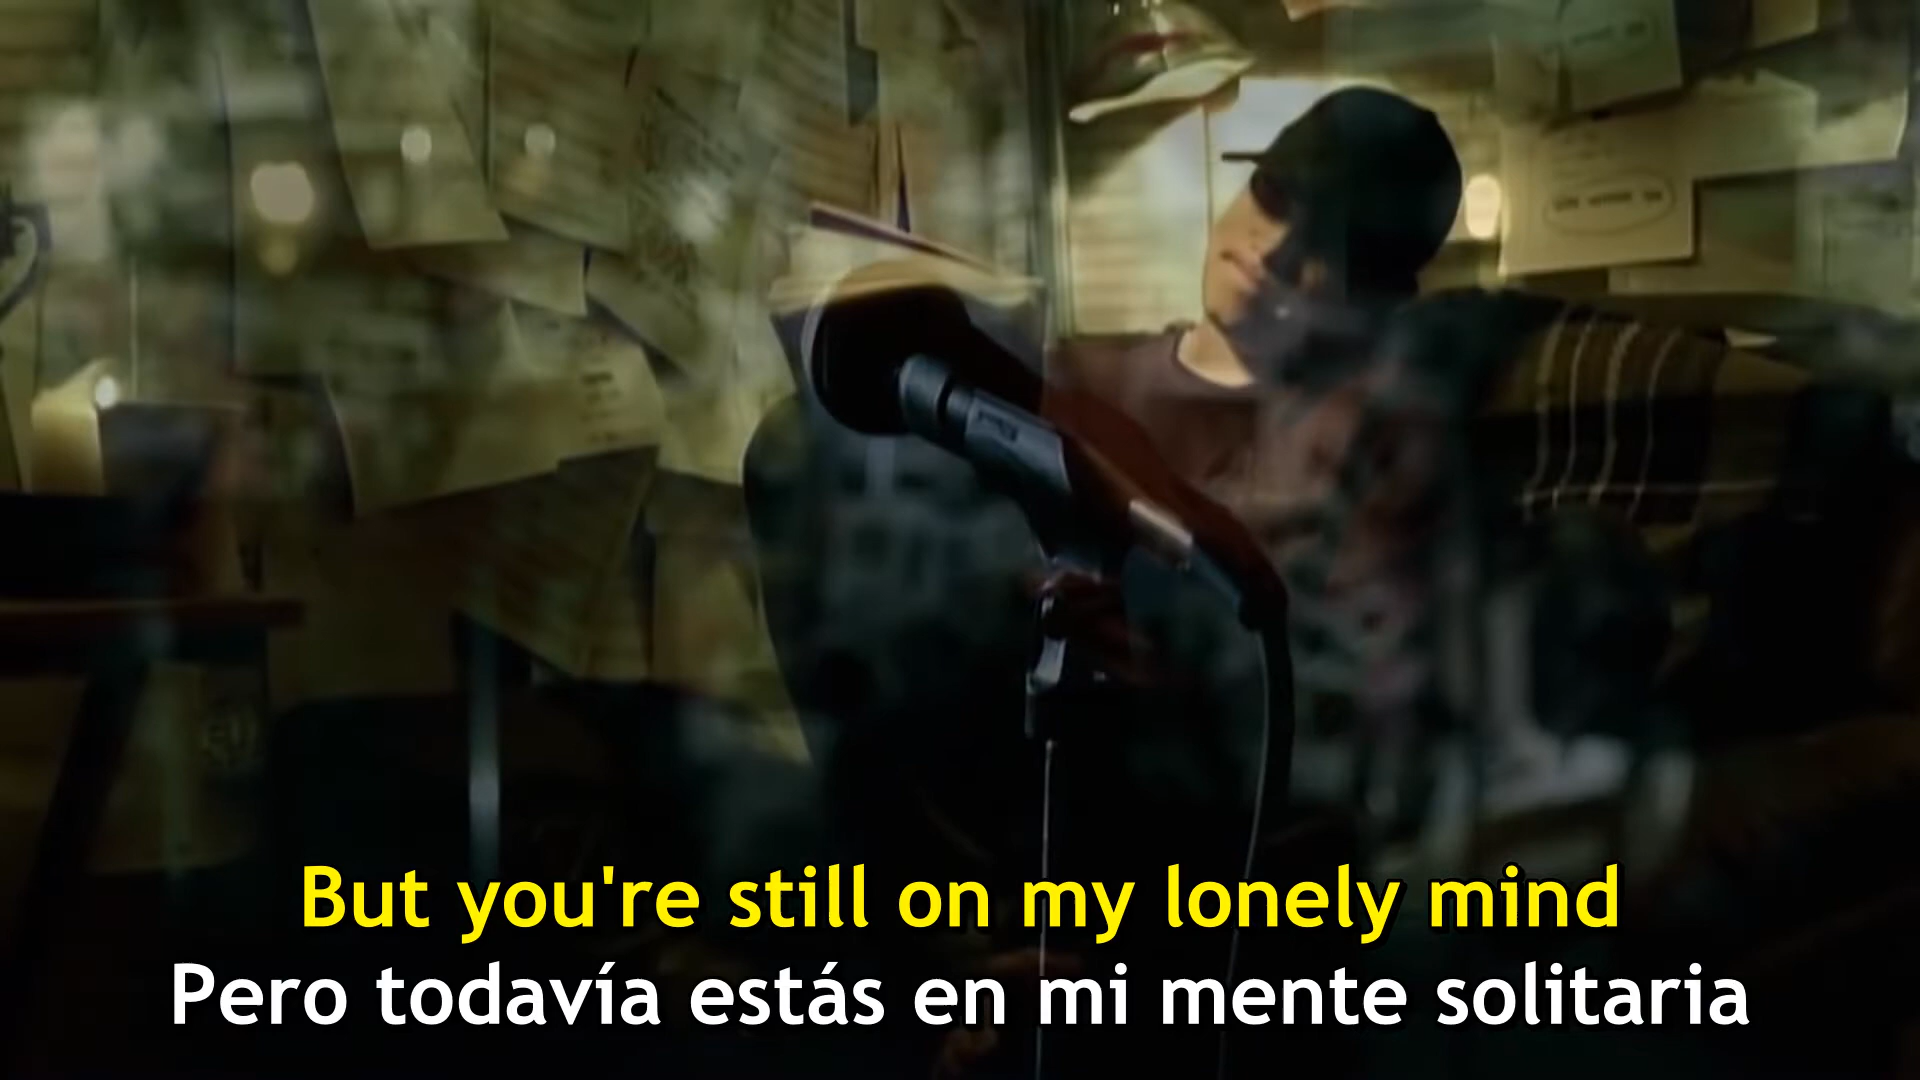 But you're still on my lonely mind
Pero todavía estás en mi mente solitaria